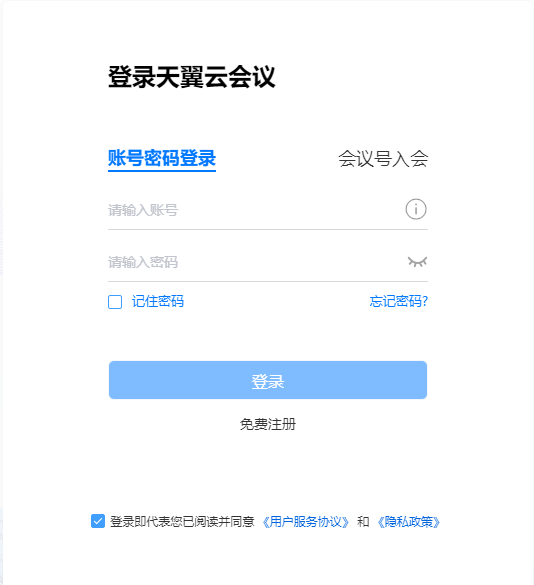 登录天翼云会议
账号密码登录 会议号入会
请输入账号
请输入密码
记住密码 忘记密码?
登录
免费注册
登录即代表您已阅读并同意 《用户服务协议》 和 《隐私政策》